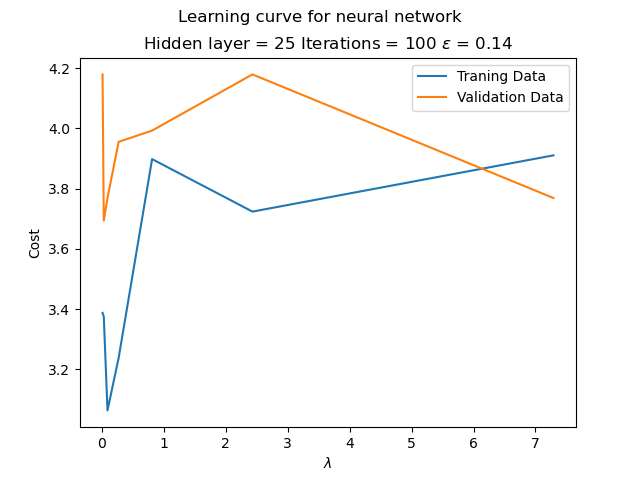 Learning curve for neural network
Hidden layer = 25 Iterations = 100 ε = 0.14
Traning Data
Validation Data
4.2
4.0
3.8
3.6
3.4
3.2
Cost
0 1 2 3 4 5 6 7
λ